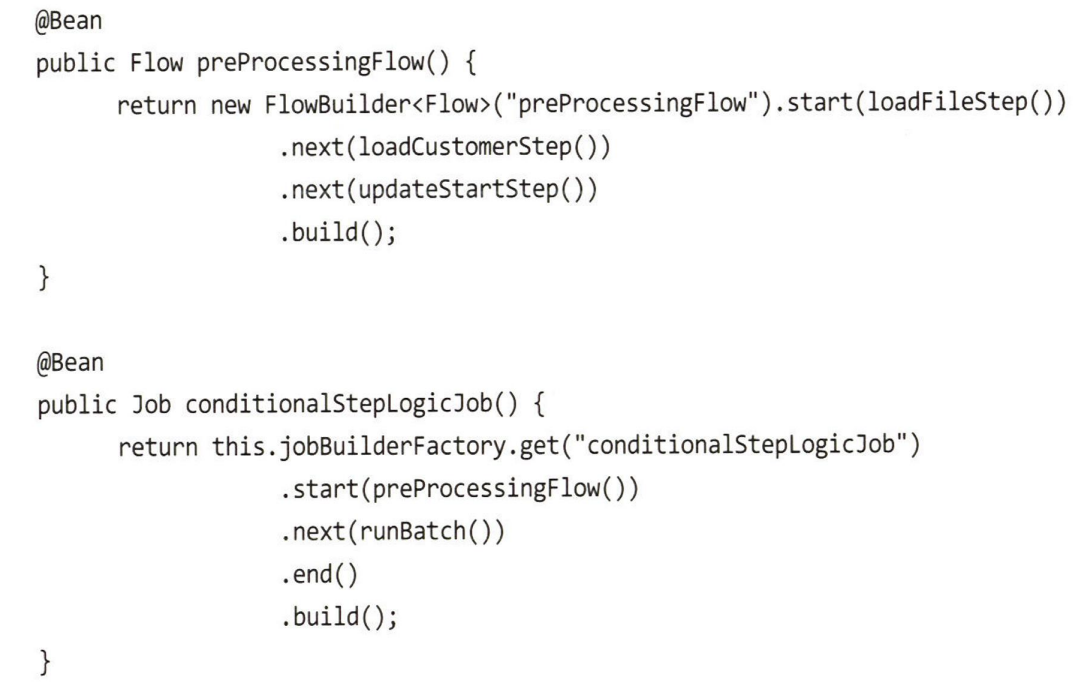 @Bean
public Flow preProcessingFlow() {
return new FlowBuilder<Flow>("preProcessingFlow").start(loadFileStep())
.next(loadCustomerStep())
.next(updateStartStep())
.build();
}
@Bean
public Job conditionalStepLogicJob() {
return this.jobBuilderFactory.get("conditionalStepLogicJob")
.start(preProcessingFlow())
.next(runBatch())
.end()
.build();
}